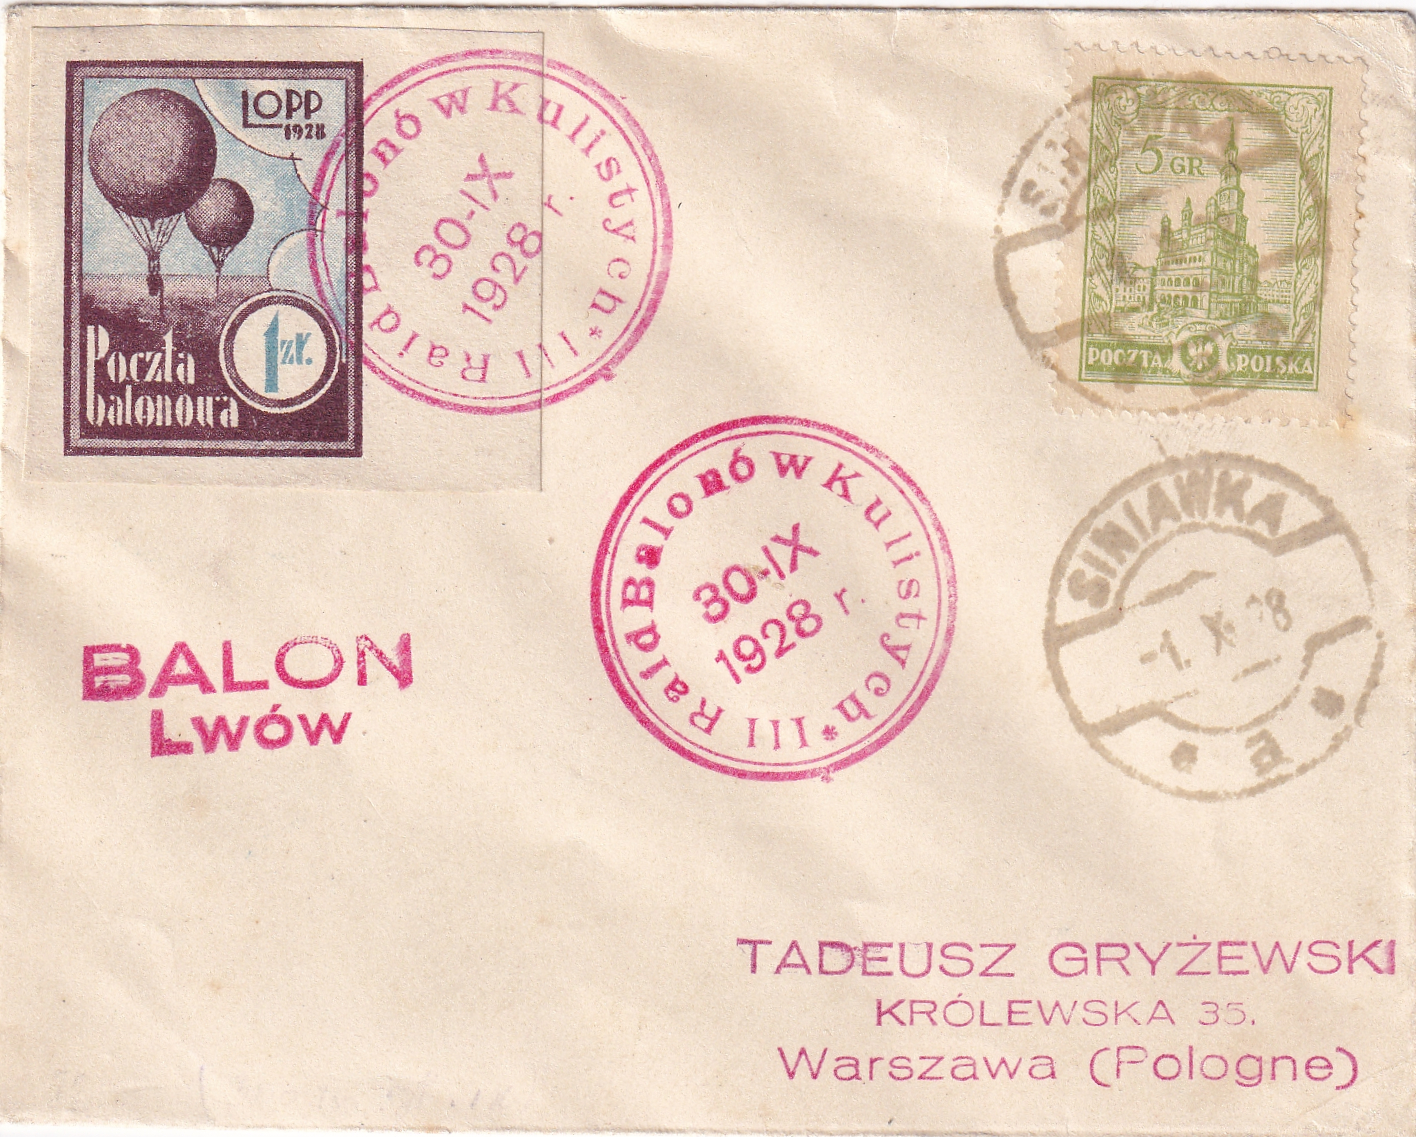 LOPP
1928
Poczta
balonowa
1 zł.
III Raid Balonów Kulistych *
30-IX
1928 r.
5 GR
POCZTA POLSKA
III Raid Balonów Kulistych *
30-IX
1928 r.
SINIAWKA
-1. X 28
BALON
LWÓW
TADEUSZ GRYŻEWSKI
KRÓLEWSKA 35.
Warszawa (Pologne)